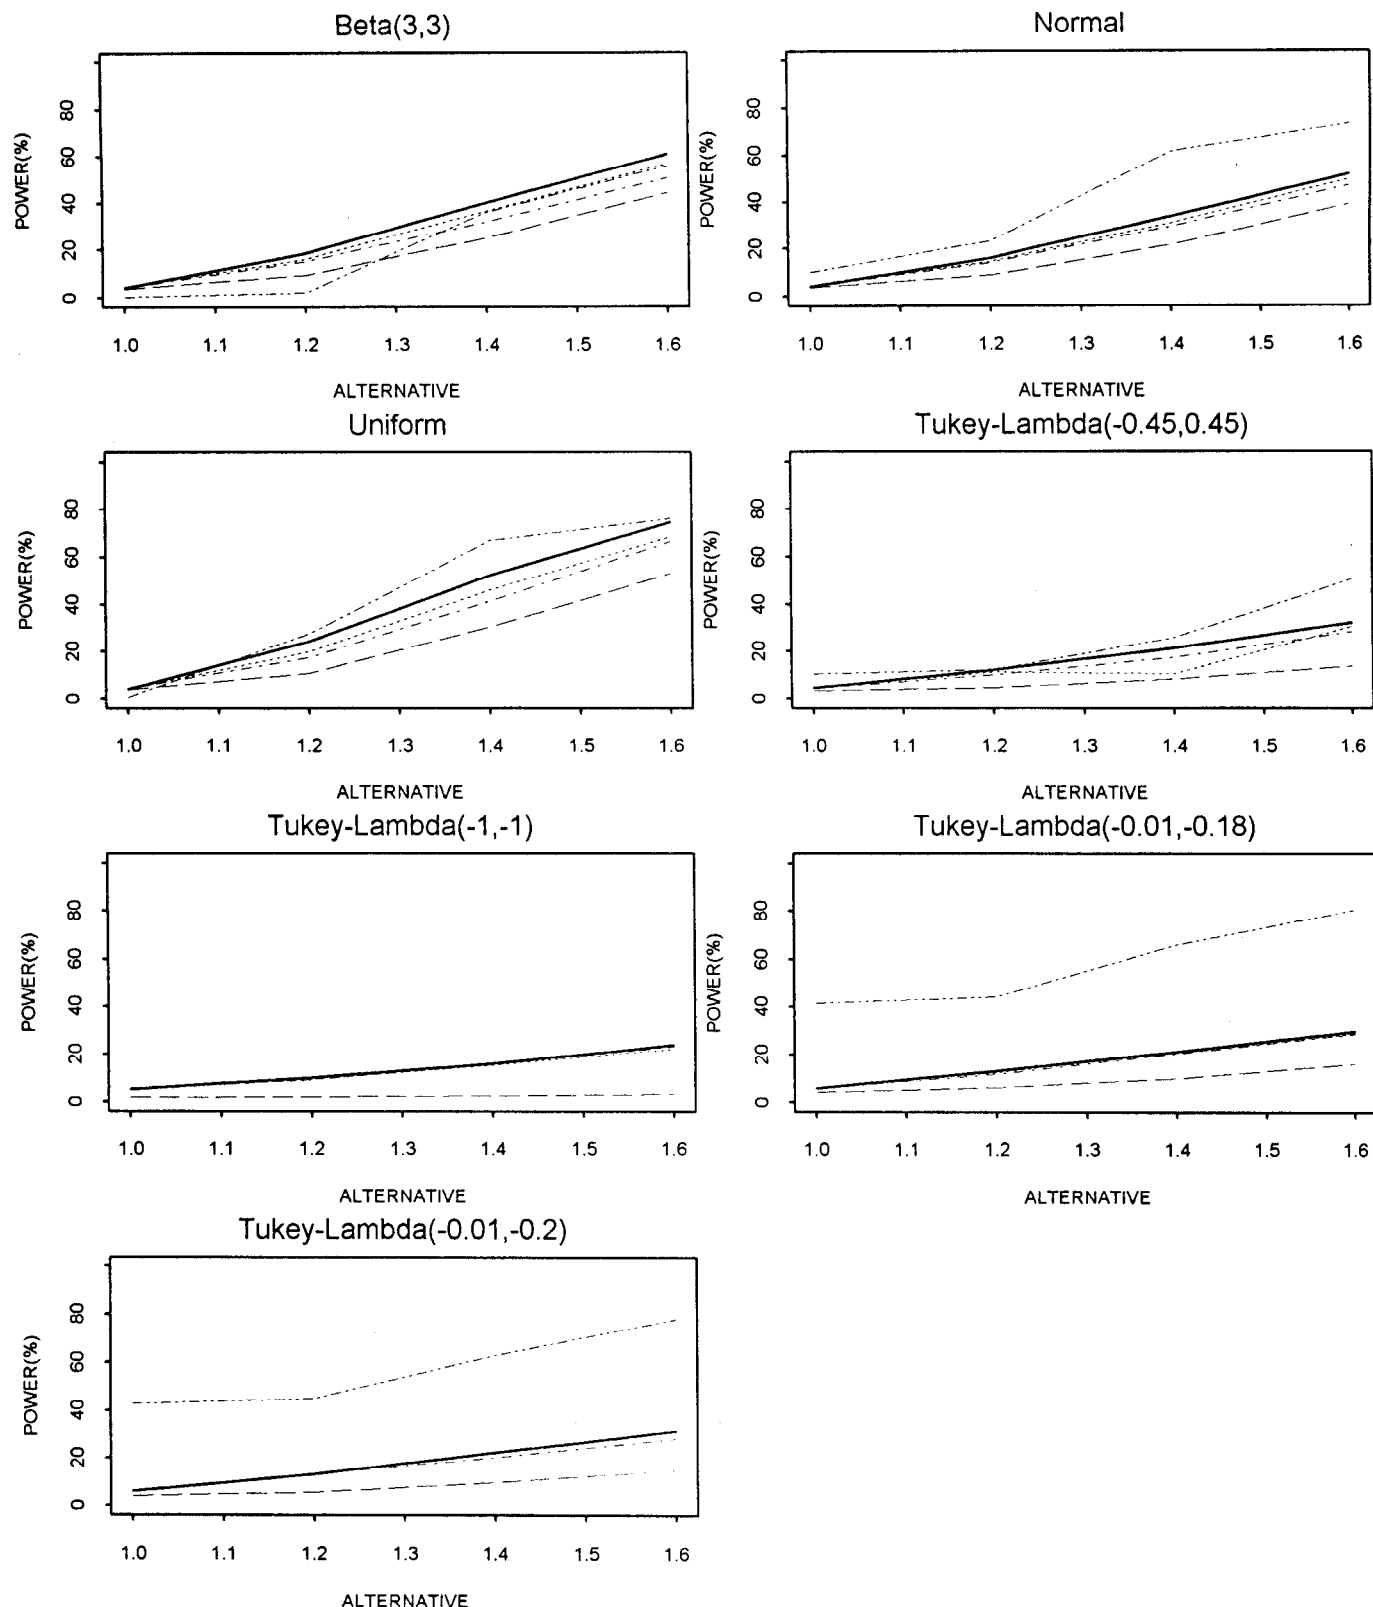 Beta(3,3)
POWER(%)
80
60
40
20
0
1.0 1.1 1.2 1.3 1.4 1.5 1.6
ALTERNATIVE
Normal
POWER(%)
80
60
40
20
0
1.0 1.1 1.2 1.3 1.4 1.5 1.6
ALTERNATIVE
Uniform
POWER(%)
80
60
40
20
0
1.0 1.1 1.2 1.3 1.4 1.5 1.6
ALTERNATIVE
Tukey-Lambda(-0.45,0.45)
POWER(%)
80
60
40
20
0
1.0 1.1 1.2 1.3 1.4 1.5 1.6
ALTERNATIVE
Tukey-Lambda(-1,-1)
POWER(%)
80
60
40
20
0
1.0 1.1 1.2 1.3 1.4 1.5 1.6
ALTERNATIVE
Tukey-Lambda(-0.01,-0.18)
POWER(%)
80
60
40
20
0
1.0 1.1 1.2 1.3 1.4 1.5 1.6
ALTERNATIVE
Tukey-Lambda(-0.01,-0.2)
POWER(%)
80
60
40
20
0
1.0 1.1 1.2 1.3 1.4 1.5 1.6
ALTERNATIVE